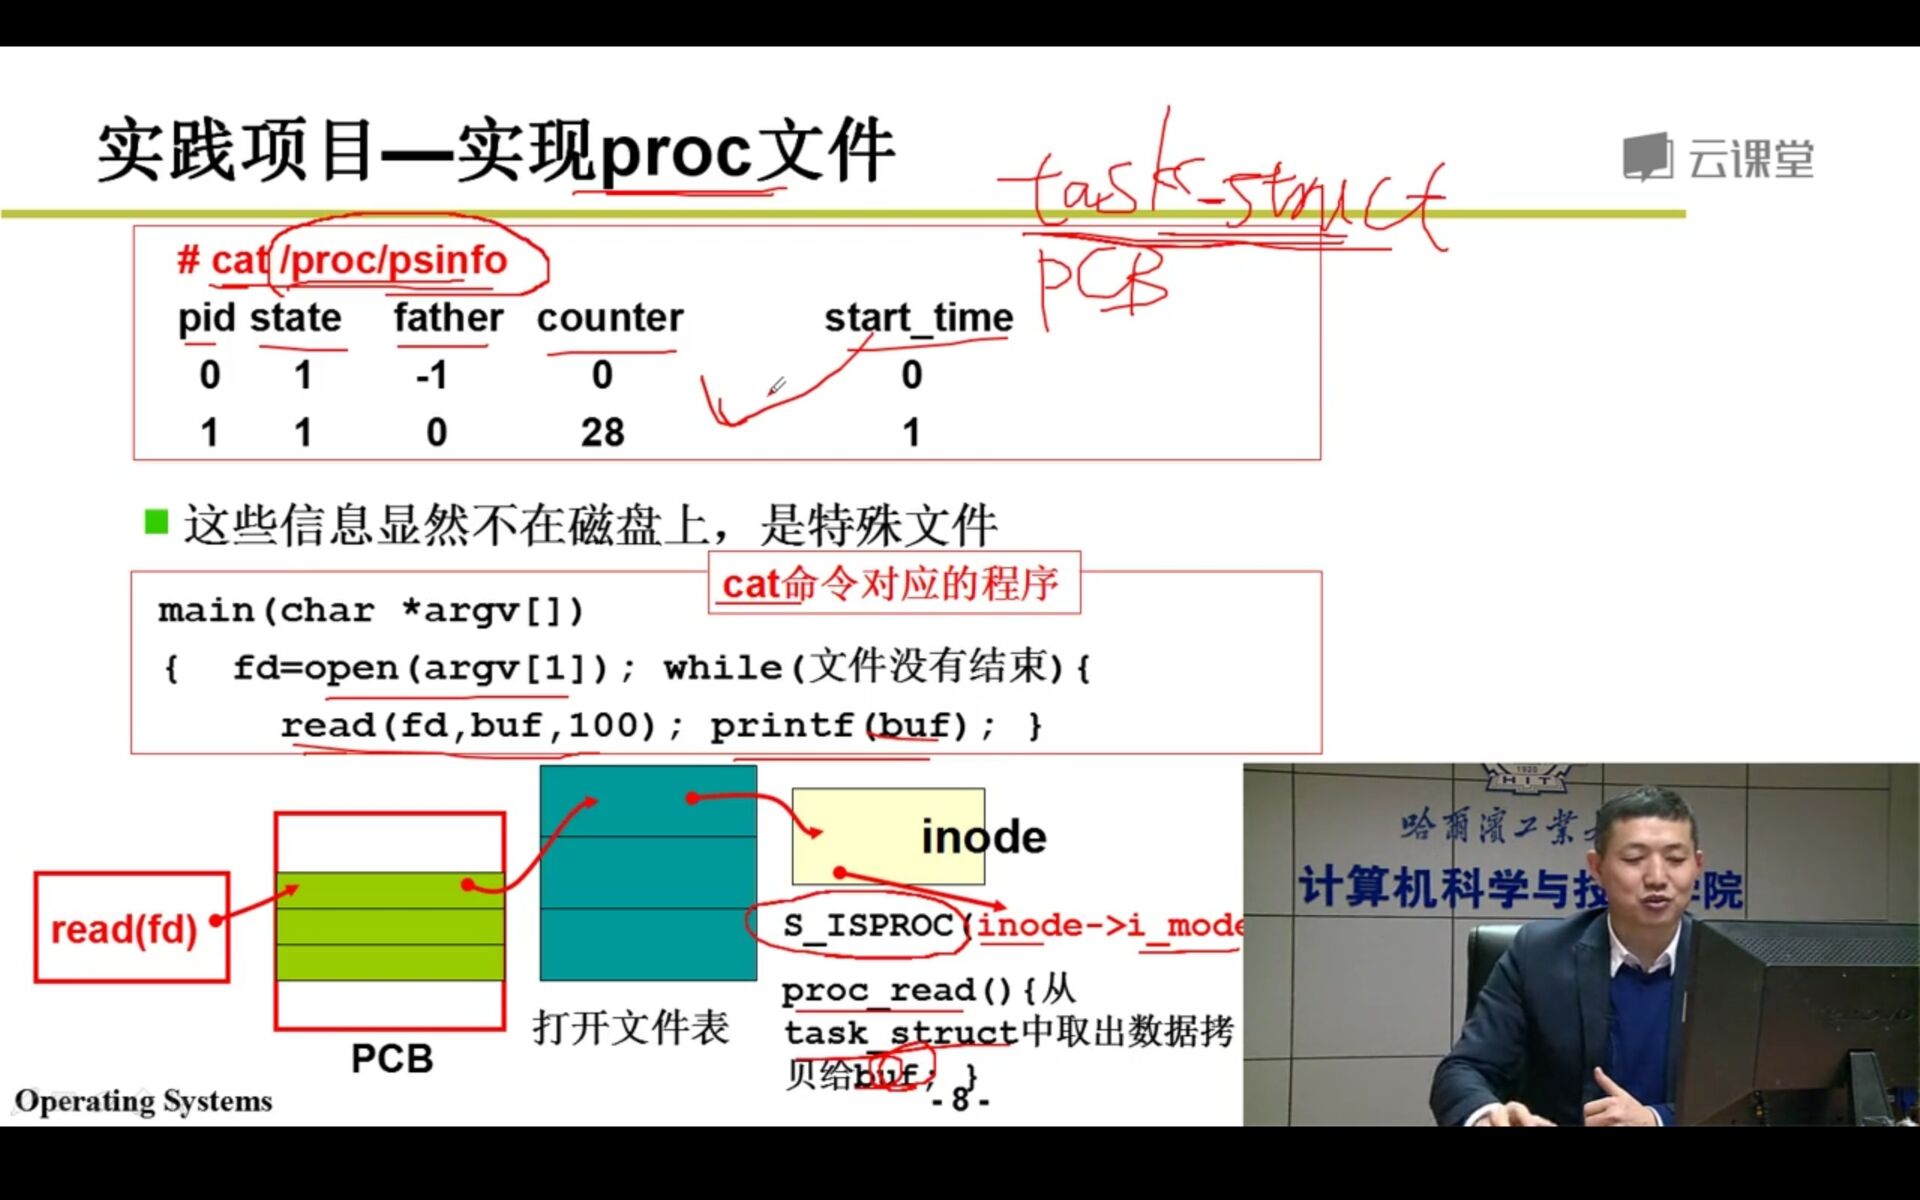 实践项目—实现proc文件
云课堂
task_struct
PCB
# cat /proc/psinfo
pid state father counter start_time
0 1 -1 0 0
1 1 0 28 1
这些信息显然不在磁盘上，是特殊文件
cat命令对应的程序
main(char *argv[])
{ fd=open(argv[1]); while(文件没有结束){
read(fd,buf,100); printf(buf); }
read(fd)
PCB
打开文件表
inode
S_ISPROC(inode->i_mode
proc_read(){从
task_struct中取出数据拷
贝给buf; }
Operating Systems
- 8 -
1920
HIT
哈爾濱工業
计算机科学与技 学院